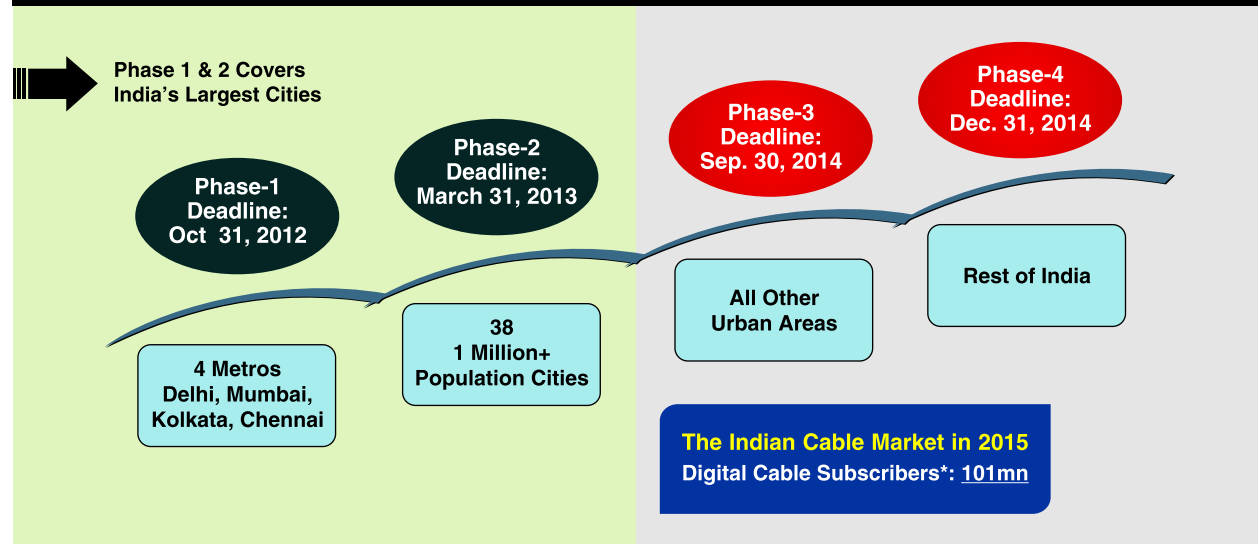 Phase 1 & 2 Covers
India's Largest Cities
Phase-1
Deadline:
Oct 31, 2012
4 Metros
Delhi, Mumbai,
Kolkata, Chennai
Phase-2
Deadline:
March 31, 2013
38
1 Million+
Population Cities
Phase-3
Deadline:
Sep. 30, 2014
All Other
Urban Areas
Phase-4
Deadline:
Dec. 31, 2014
Rest of India
The Indian Cable Market in 2015
Digital Cable Subscribers*: 101mn